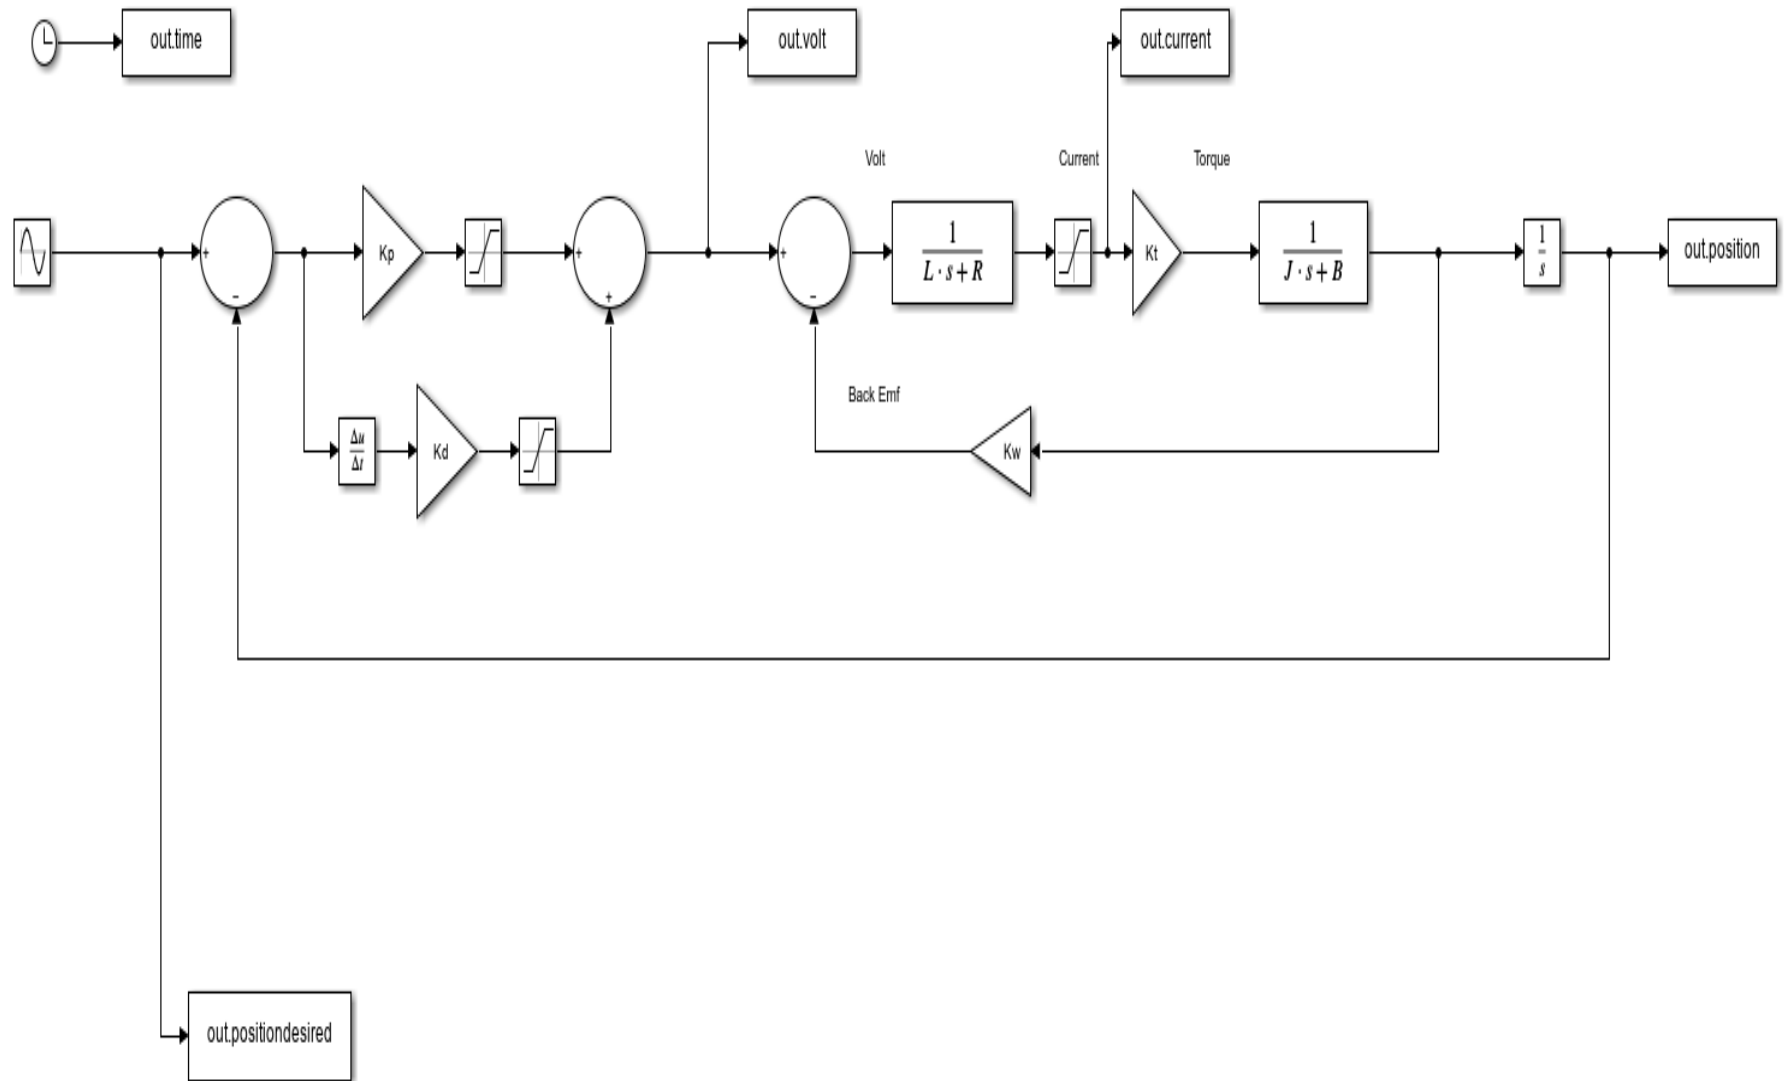 out.time
out.volt
out.current
Volt
Current
Torque
+
−
Kp
+
+
+
−
1
L·s+R
Kt
1
J·s+B
1
s
out.position
Back Emf
Δu
Δt
Kd
Kw
out.positiondesired